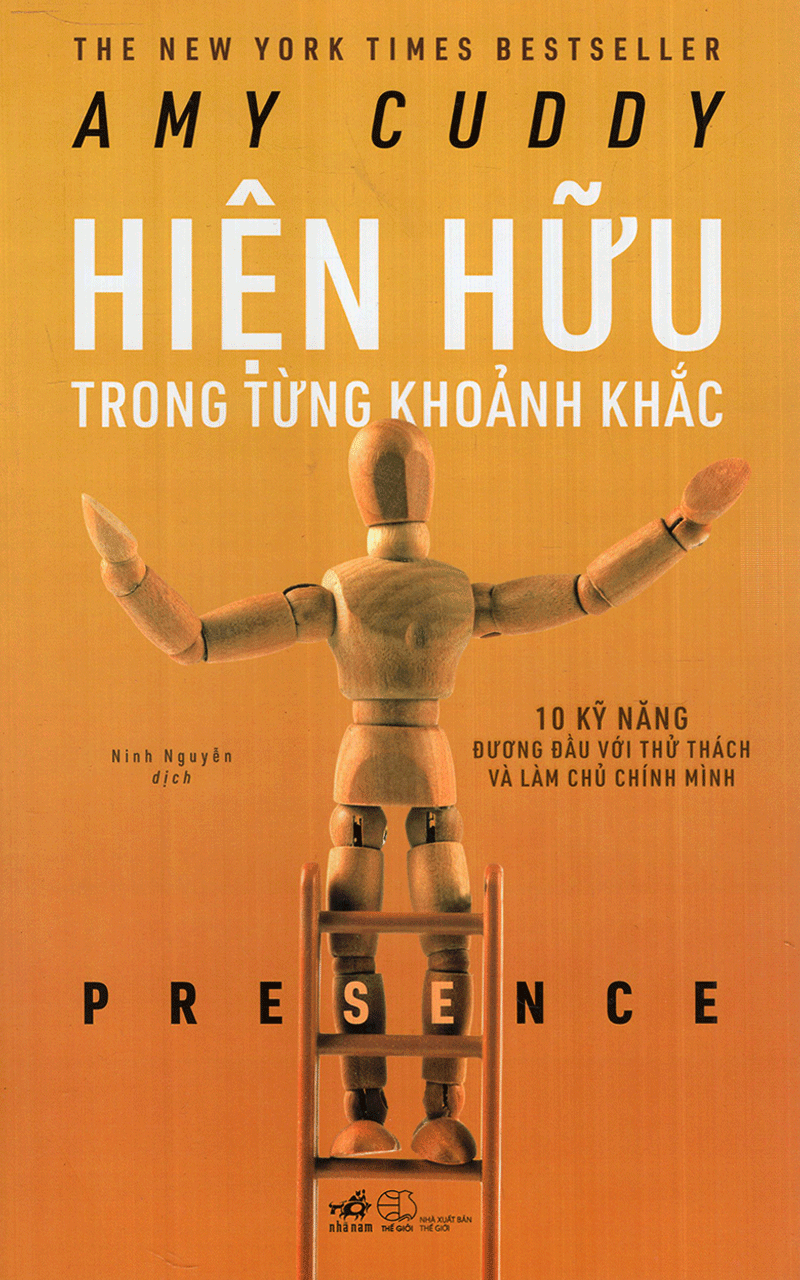 THE NEW YORK TIMES BESTSELLER
AMY CUDDY
HIỆN HỮU
TRONG TỪNG KHOẢNH KHẮC
10 KỸ NĂNG
ĐƯƠNG ĐẦU VỚI THỬ THÁCH
VÀ LÀM CHỦ CHÍNH MÌNH
Ninh Nguyễn
dịch
PRESENCE
nhã nam
THẾ GIỚI
NHÀ XUẤT BẢN
THẾ GIỚI